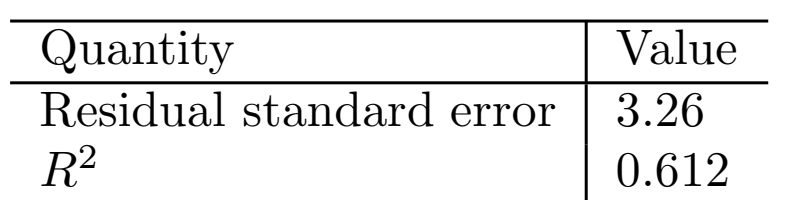 Quantity Value
Residual standard error 3.26
R² 0.612